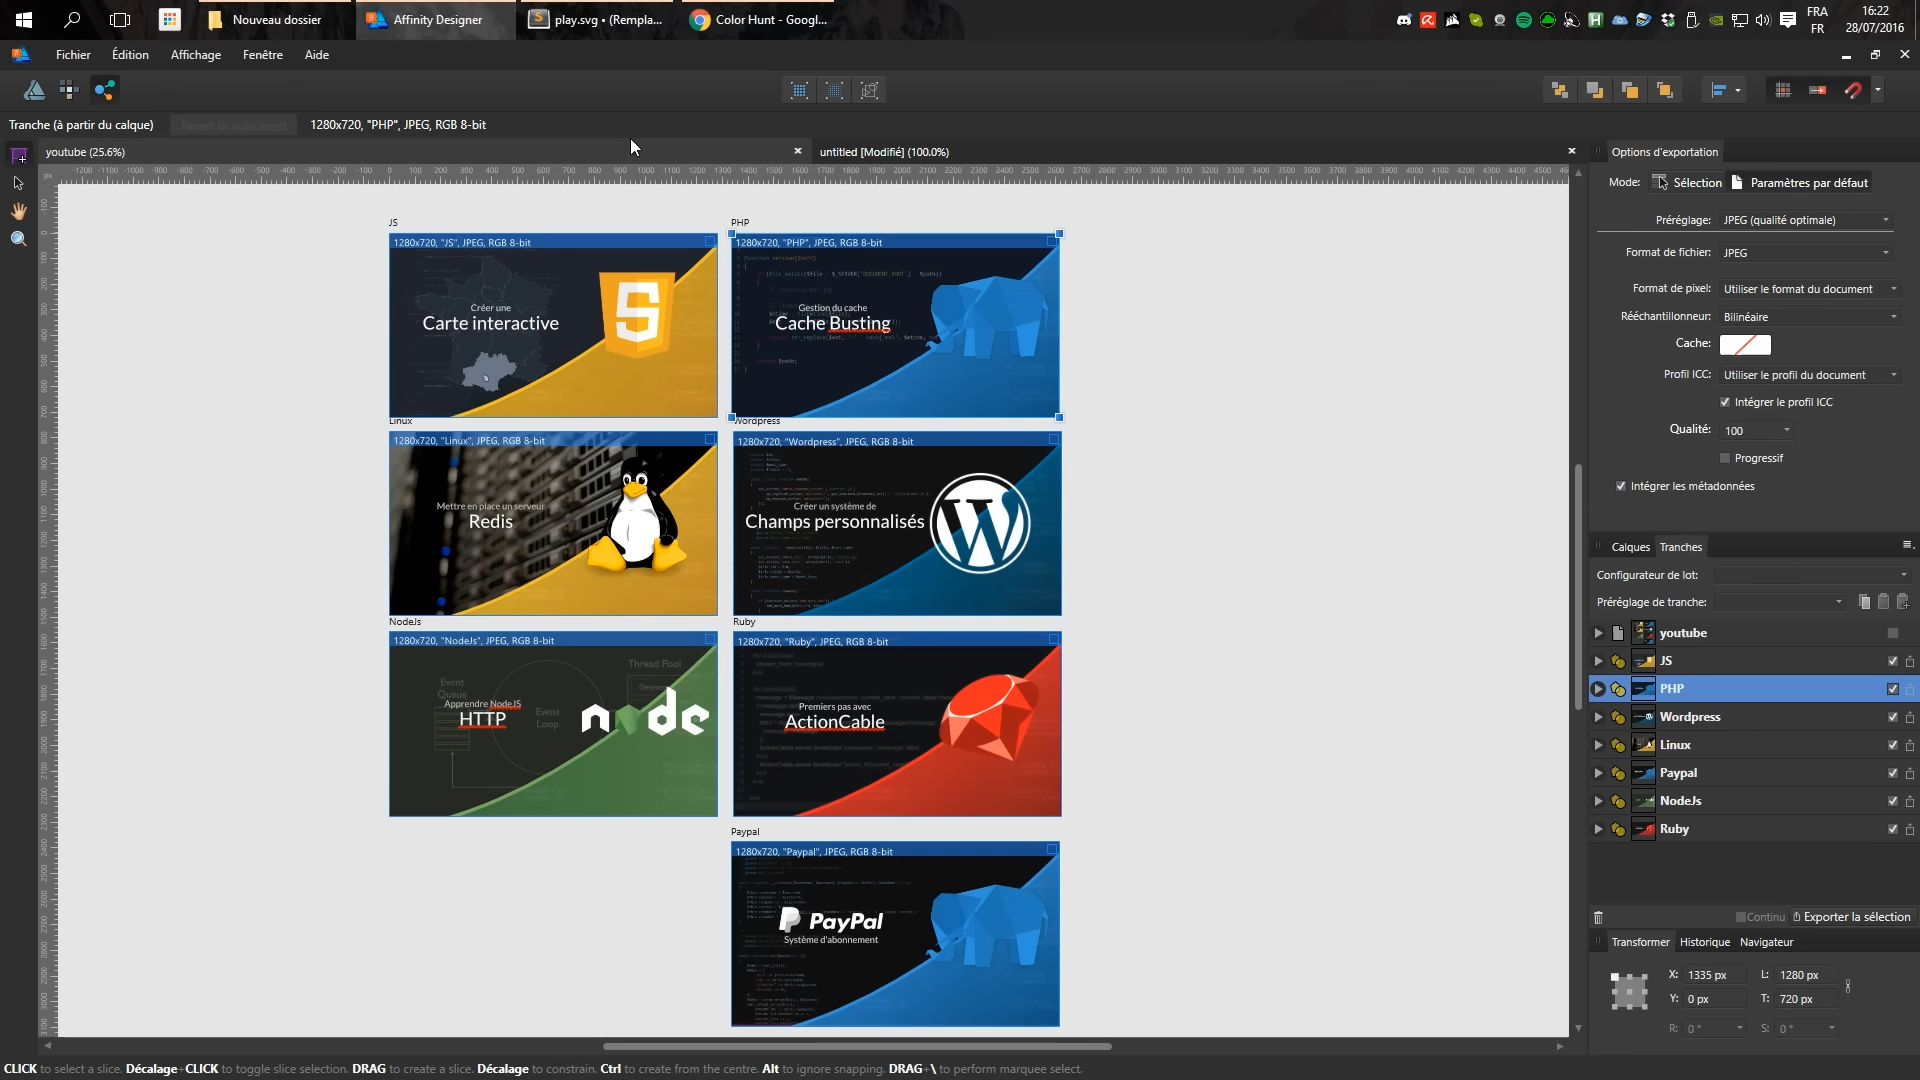 Nouveau dossier
Affinity Designer
play.svg • (Rempla...
Color Hunt - Googl...
FRA
FR
16:22
28/07/2016
Fichier
Édition
Affichage
Fenêtre
Aide
Tranche (à partir du calque)
Revert to auto sized
1280x720, "PHP", JPEG, RGB 8-bit
youtube (25.6%)
untitled [Modifié] (100.0%)
px
JS
1280x720, "JS", JPEG, RGB 8-bit
Créer une
Carte interactive
PHP
1280x720, "PHP", JPEG, RGB 8-bit
Gestion du cache
Cache Busting
Linux
1280x720, "Linux", JPEG, RGB 8-bit
Mettre en place un serveur
Redis
Wordpress
1280x720, "Wordpress", JPEG, RGB 8-bit
Créer un système de
Champs personnalisés
NodeJs
1280x720, "NodeJs", JPEG, RGB 8-bit
Thread Pool
Event
Queue
Event
Loop
Apprendre NodeJS
HTTP
node
Ruby
1280x720, "Ruby", JPEG, RGB 8-bit
Premiers pas avec
ActionCable
Paypal
1280x720, "Paypal", JPEG, RGB 8-bit
PayPal
Système d'abonnement
Options d'exportation
Mode:
Sélection
Paramètres par défaut
Préréglage:
JPEG (qualité optimale)
Format de fichier:
JPEG
Format de pixel:
Utiliser le format du document
Rééchantillonneur:
Bilinéaire
Cache:
Profil ICC:
Utiliser le profil du document
Intégrer le profil ICC
Qualité:
100
Progressif
Intégrer les métadonnées
Calques
Tranches
Configurateur de lot:
Préréglage de tranche:
youtube
JS
PHP
Wordpress
Linux
Paypal
NodeJs
Ruby
Continu
Exporter la sélection
Transformer
Historique
Navigateur
X: 1335 px
L: 1280 px
Y: 0 px
T: 720 px
R: 0 °
S: 0 °
CLICK to select a slice. Décalage+CLICK to toggle slice selection. DRAG to create a slice. Décalage to constrain. Ctrl to create from the centre. Alt to ignore snapping. DRAG+\ to perform marquee select.